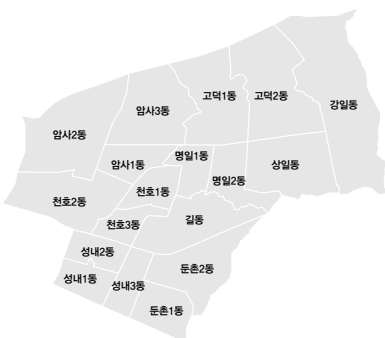 고덕1동
고덕2동
강일동
암사3동
암사2동
명일1동
암사1동
상일동
명일2동
천호1동
천호2동
길동
천호3동
성내2동
둔촌2동
성내1동
성내3동
둔촌1동